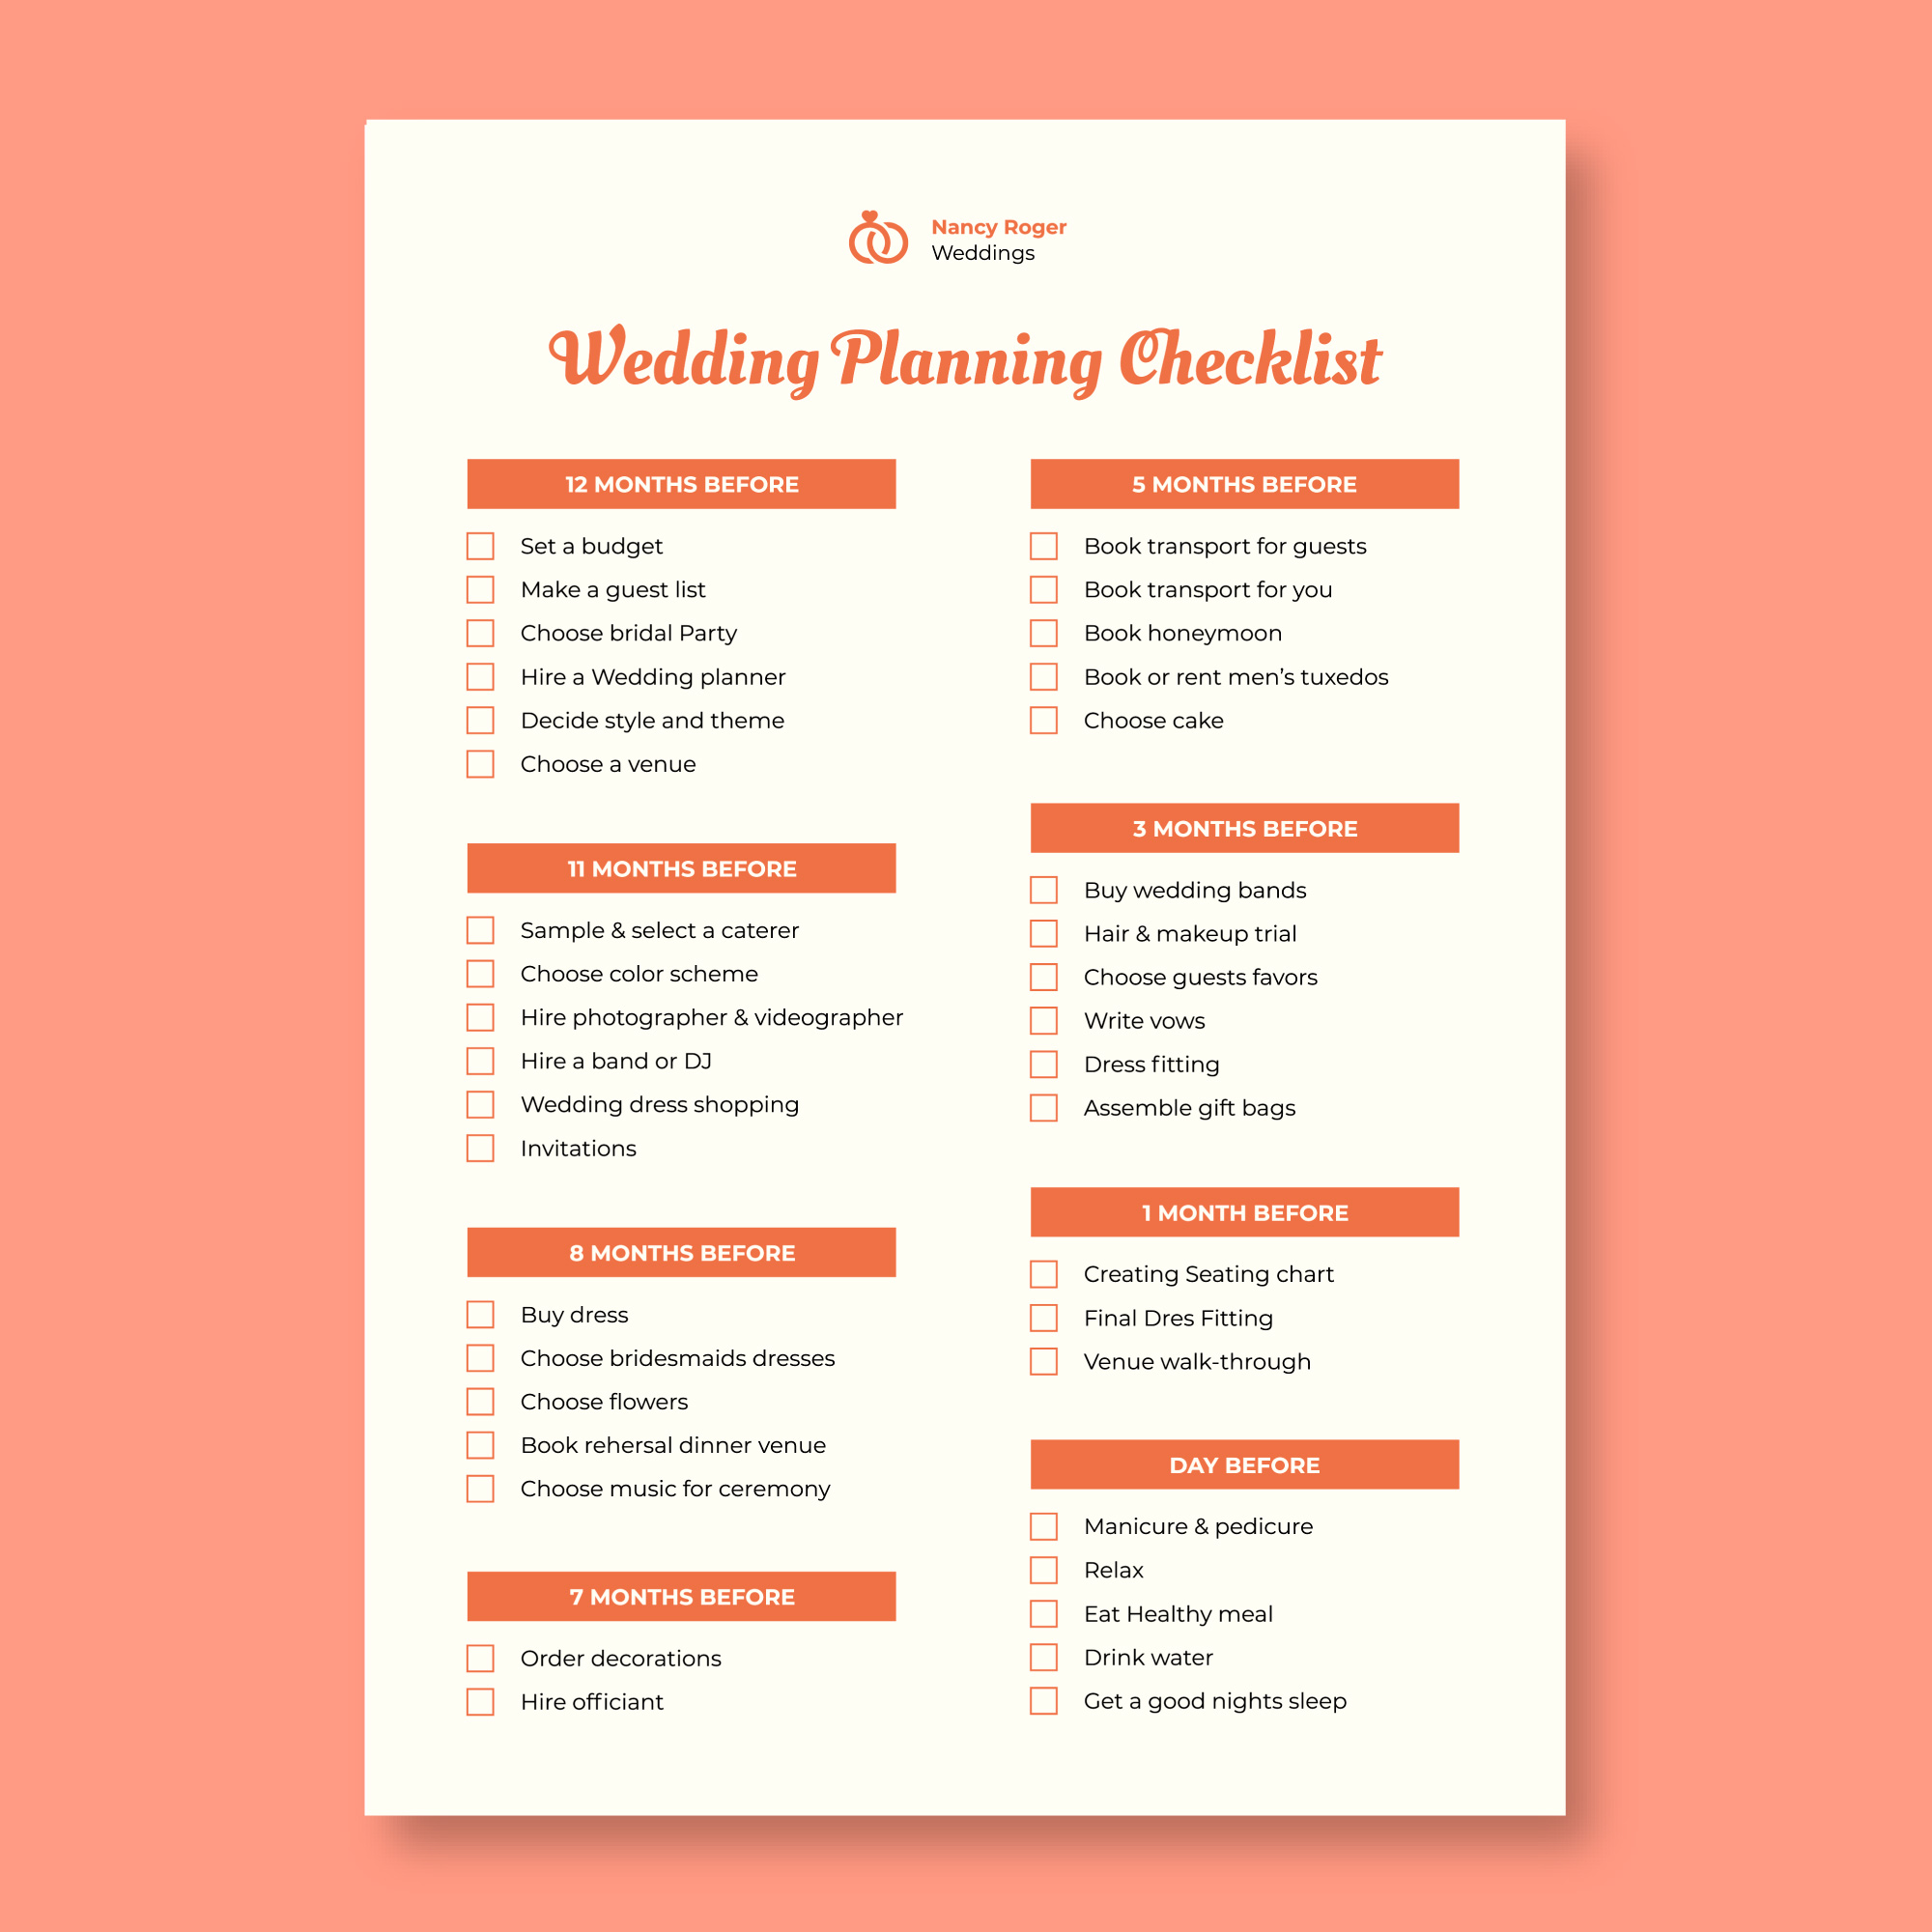 Nancy Roger
Weddings
Wedding Planning Checklist
12 MONTHS BEFORE
Set a budget
Make a guest list
Choose bridal Party
Hire a Wedding planner
Decide style and theme
Choose a venue
11 MONTHS BEFORE
Sample & select a caterer
Choose color scheme
Hire photographer & videographer
Hire a band or DJ
Wedding dress shopping
Invitations
8 MONTHS BEFORE
Buy dress
Choose bridesmaids dresses
Choose flowers
Book rehersal dinner venue
Choose music for ceremony
7 MONTHS BEFORE
Order decorations
Hire officiant
5 MONTHS BEFORE
Book transport for guests
Book transport for you
Book honeymoon
Book or rent men’s tuxedos
Choose cake
3 MONTHS BEFORE
Buy wedding bands
Hair & makeup trial
Choose guests favors
Write vows
Dress fitting
Assemble gift bags
1 MONTH BEFORE
Creating Seating chart
Final Dres Fitting
Venue walk-through
DAY BEFORE
Manicure & pedicure
Relax
Eat Healthy meal
Drink water
Get a good nights sleep